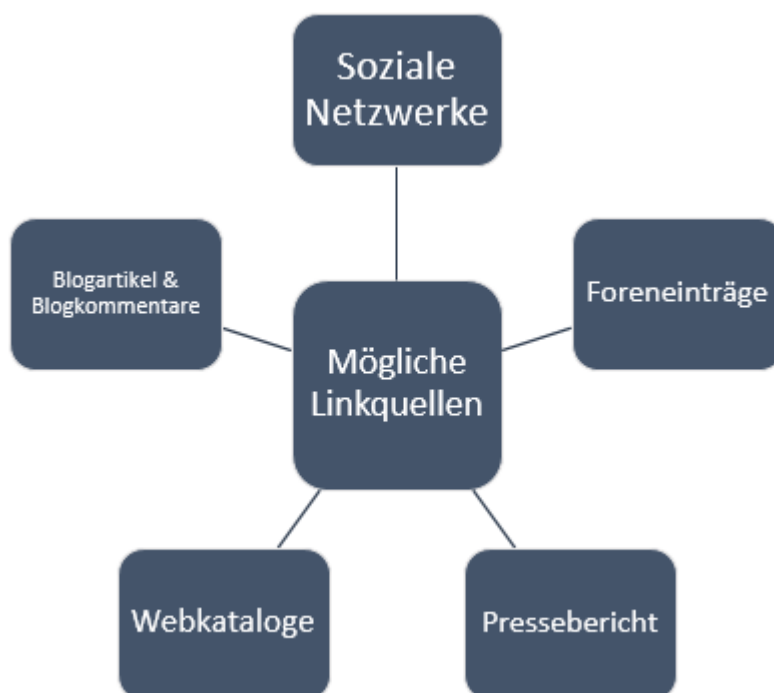 Soziale
Netzwerke
Blogartikel &
Blogkommentare
Foreneinträge
Mögliche
Linkquellen
Webkataloge
Pressebericht